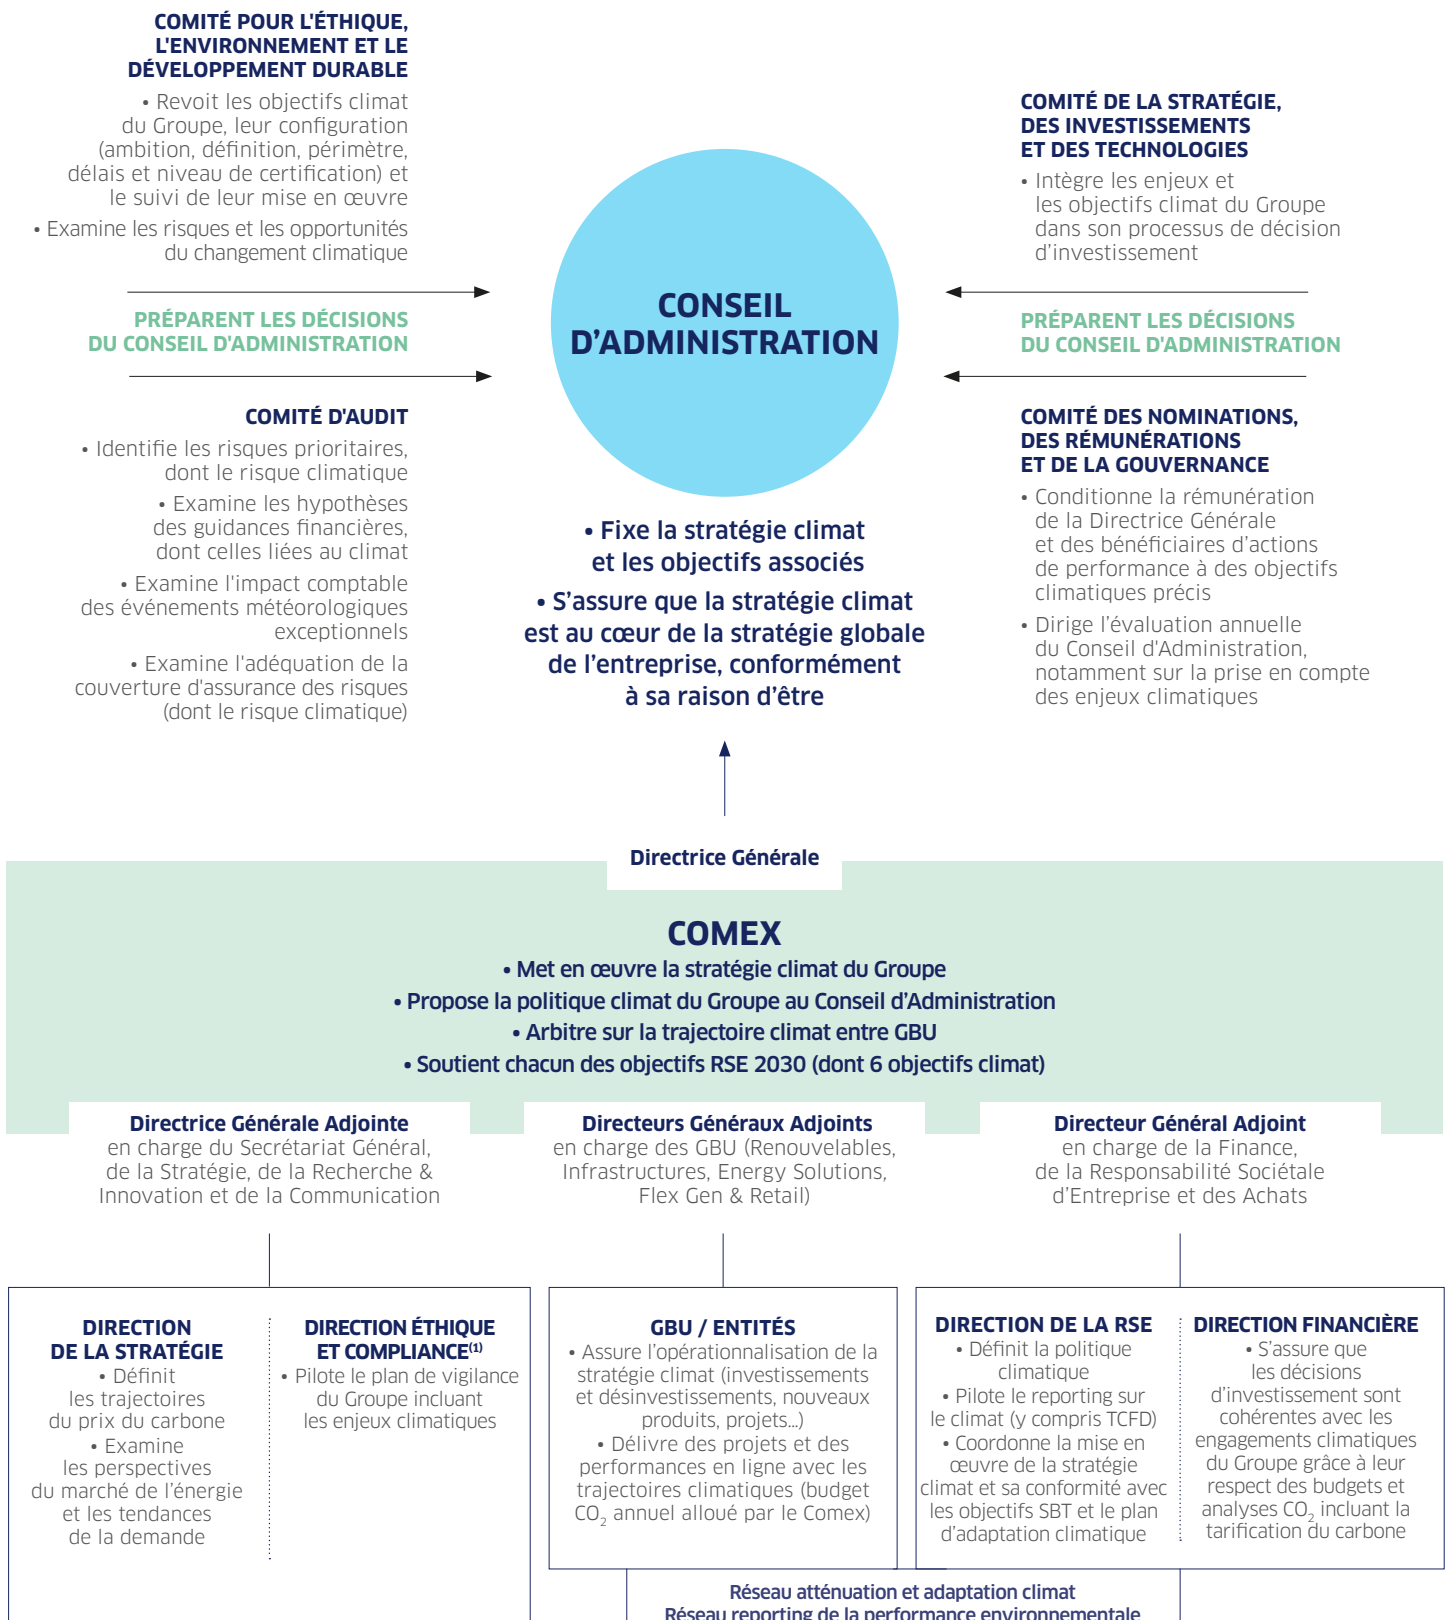 COMITÉ POUR L'ÉTHIQUE,
L'ENVIRONNEMENT ET LE
DÉVELOPPEMENT DURABLE
• Revoit les objectifs climat
du Groupe, leur configuration
(ambition, définition, périmètre,
délais et niveau de certification) et
le suivi de leur mise en œuvre
• Examine les risques et les opportunités
du changement climatique
PRÉPARENT LES DÉCISIONS
DU CONSEIL D'ADMINISTRATION
COMITÉ D'AUDIT
• Identifie les risques prioritaires,
dont le risque climatique
• Examine les hypothèses
des guidances financières,
dont celles liées au climat
• Examine l'impact comptable
des événements météorologiques
exceptionnels
• Examine l'adéquation de la
couverture d'assurance des risques
(dont le risque climatique)
CONSEIL
D’ADMINISTRATION
• Fixe la stratégie climat
et les objectifs associés
• S’assure que la stratégie climat
est au cœur de la stratégie globale
de l’entreprise, conformément
à sa raison d’être
COMITÉ DE LA STRATÉGIE,
DES INVESTISSEMENTS
ET DES TECHNOLOGIES
• Intègre les enjeux et
les objectifs climat du Groupe
dans son processus de décision
d’investissement
PRÉPARENT LES DÉCISIONS
DU CONSEIL D'ADMINISTRATION
COMITÉ DES NOMINATIONS,
DES RÉMUNÉRATIONS
ET DE LA GOUVERNANCE
• Conditionne la rémunération
de la Directrice Générale
et des bénéficiaires d’actions
de performance à des objectifs
climatiques précis
• Dirige l’évaluation annuelle
du Conseil d'Administration,
notamment sur la prise en compte
des enjeux climatiques
Directrice Générale
COMEX
• Met en œuvre la stratégie climat du Groupe
• Propose la politique climat du Groupe au Conseil d’Administration
• Arbitre sur la trajectoire climat entre GBU
• Soutient chacun des objectifs RSE 2030 (dont 6 objectifs climat)
Directrice Générale Adjointe
en charge du Secrétariat Général,
de la Stratégie, de la Recherche &
Innovation et de la Communication
Directeurs Généraux Adjoints
en charge des GBU (Renouvelables,
Infrastructures, Energy Solutions,
Flex Gen & Retail)
Directeur Général Adjoint
en charge de la Finance,
de la Responsabilité Sociétale
d’Entreprise et des Achats
DIRECTION
DE LA STRATÉGIE
• Définit
les trajectoires
du prix du carbone
• Examine
les perspectives
du marché de l’énergie
et les tendances
de la demande
DIRECTION ÉTHIQUE
ET COMPLIANCE(1)
• Pilote le plan de vigilance
du Groupe incluant
les enjeux climatiques
GBU / ENTITÉS
• Assure l’opérationnalisation de la
stratégie climat (investissements
et désinvestissements, nouveaux
produits, projets...)
• Délivre des projets et des
performances en ligne avec les
trajectoires climatiques (budget
CO2 annuel alloué par le Comex)
DIRECTION DE LA RSE
• Définit la politique
climatique
• Pilote le reporting sur
le climat (y compris TCFD)
• Coordonne la mise en
œuvre de la stratégie
climat et sa conformité avec
les objectifs SBT et le plan
d’adaptation climatique
DIRECTION FINANCIÈRE
• S’assure que
les décisions
d’investissement sont
cohérentes avec les
engagements climatiques
du Groupe grâce à leur
respect des budgets et
analyses CO2 incluant la
tarification du carbone
Réseau atténuation et adaptation climat
Réseau reporting de la performance environnementale